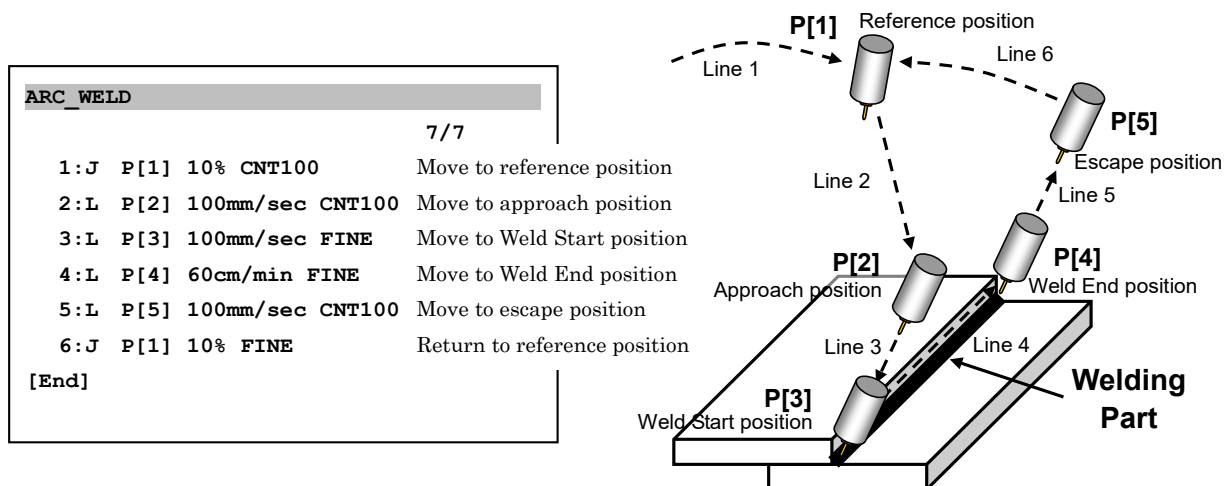 ARC_WELD
7/7
1:J P[1] 10% CNT100 Move to reference position
2:L P[2] 100mm/sec CNT100 Move to approach position
3:L P[3] 100mm/sec FINE Move to Weld Start position
4:L P[4] 60cm/min FINE Move to Weld End position
5:L P[5] 100mm/sec CNT100 Move to escape position
6:J P[1] 10% FINE Return to reference position
[End]
P[1]
Reference position
Line 1
Line 6
P[5]
Escape position
Line 2
Line 5
P[2]
Approach position
P[4]
Weld End position
Line 3
Line 4
P[3]
Weld Start position
Welding
Part